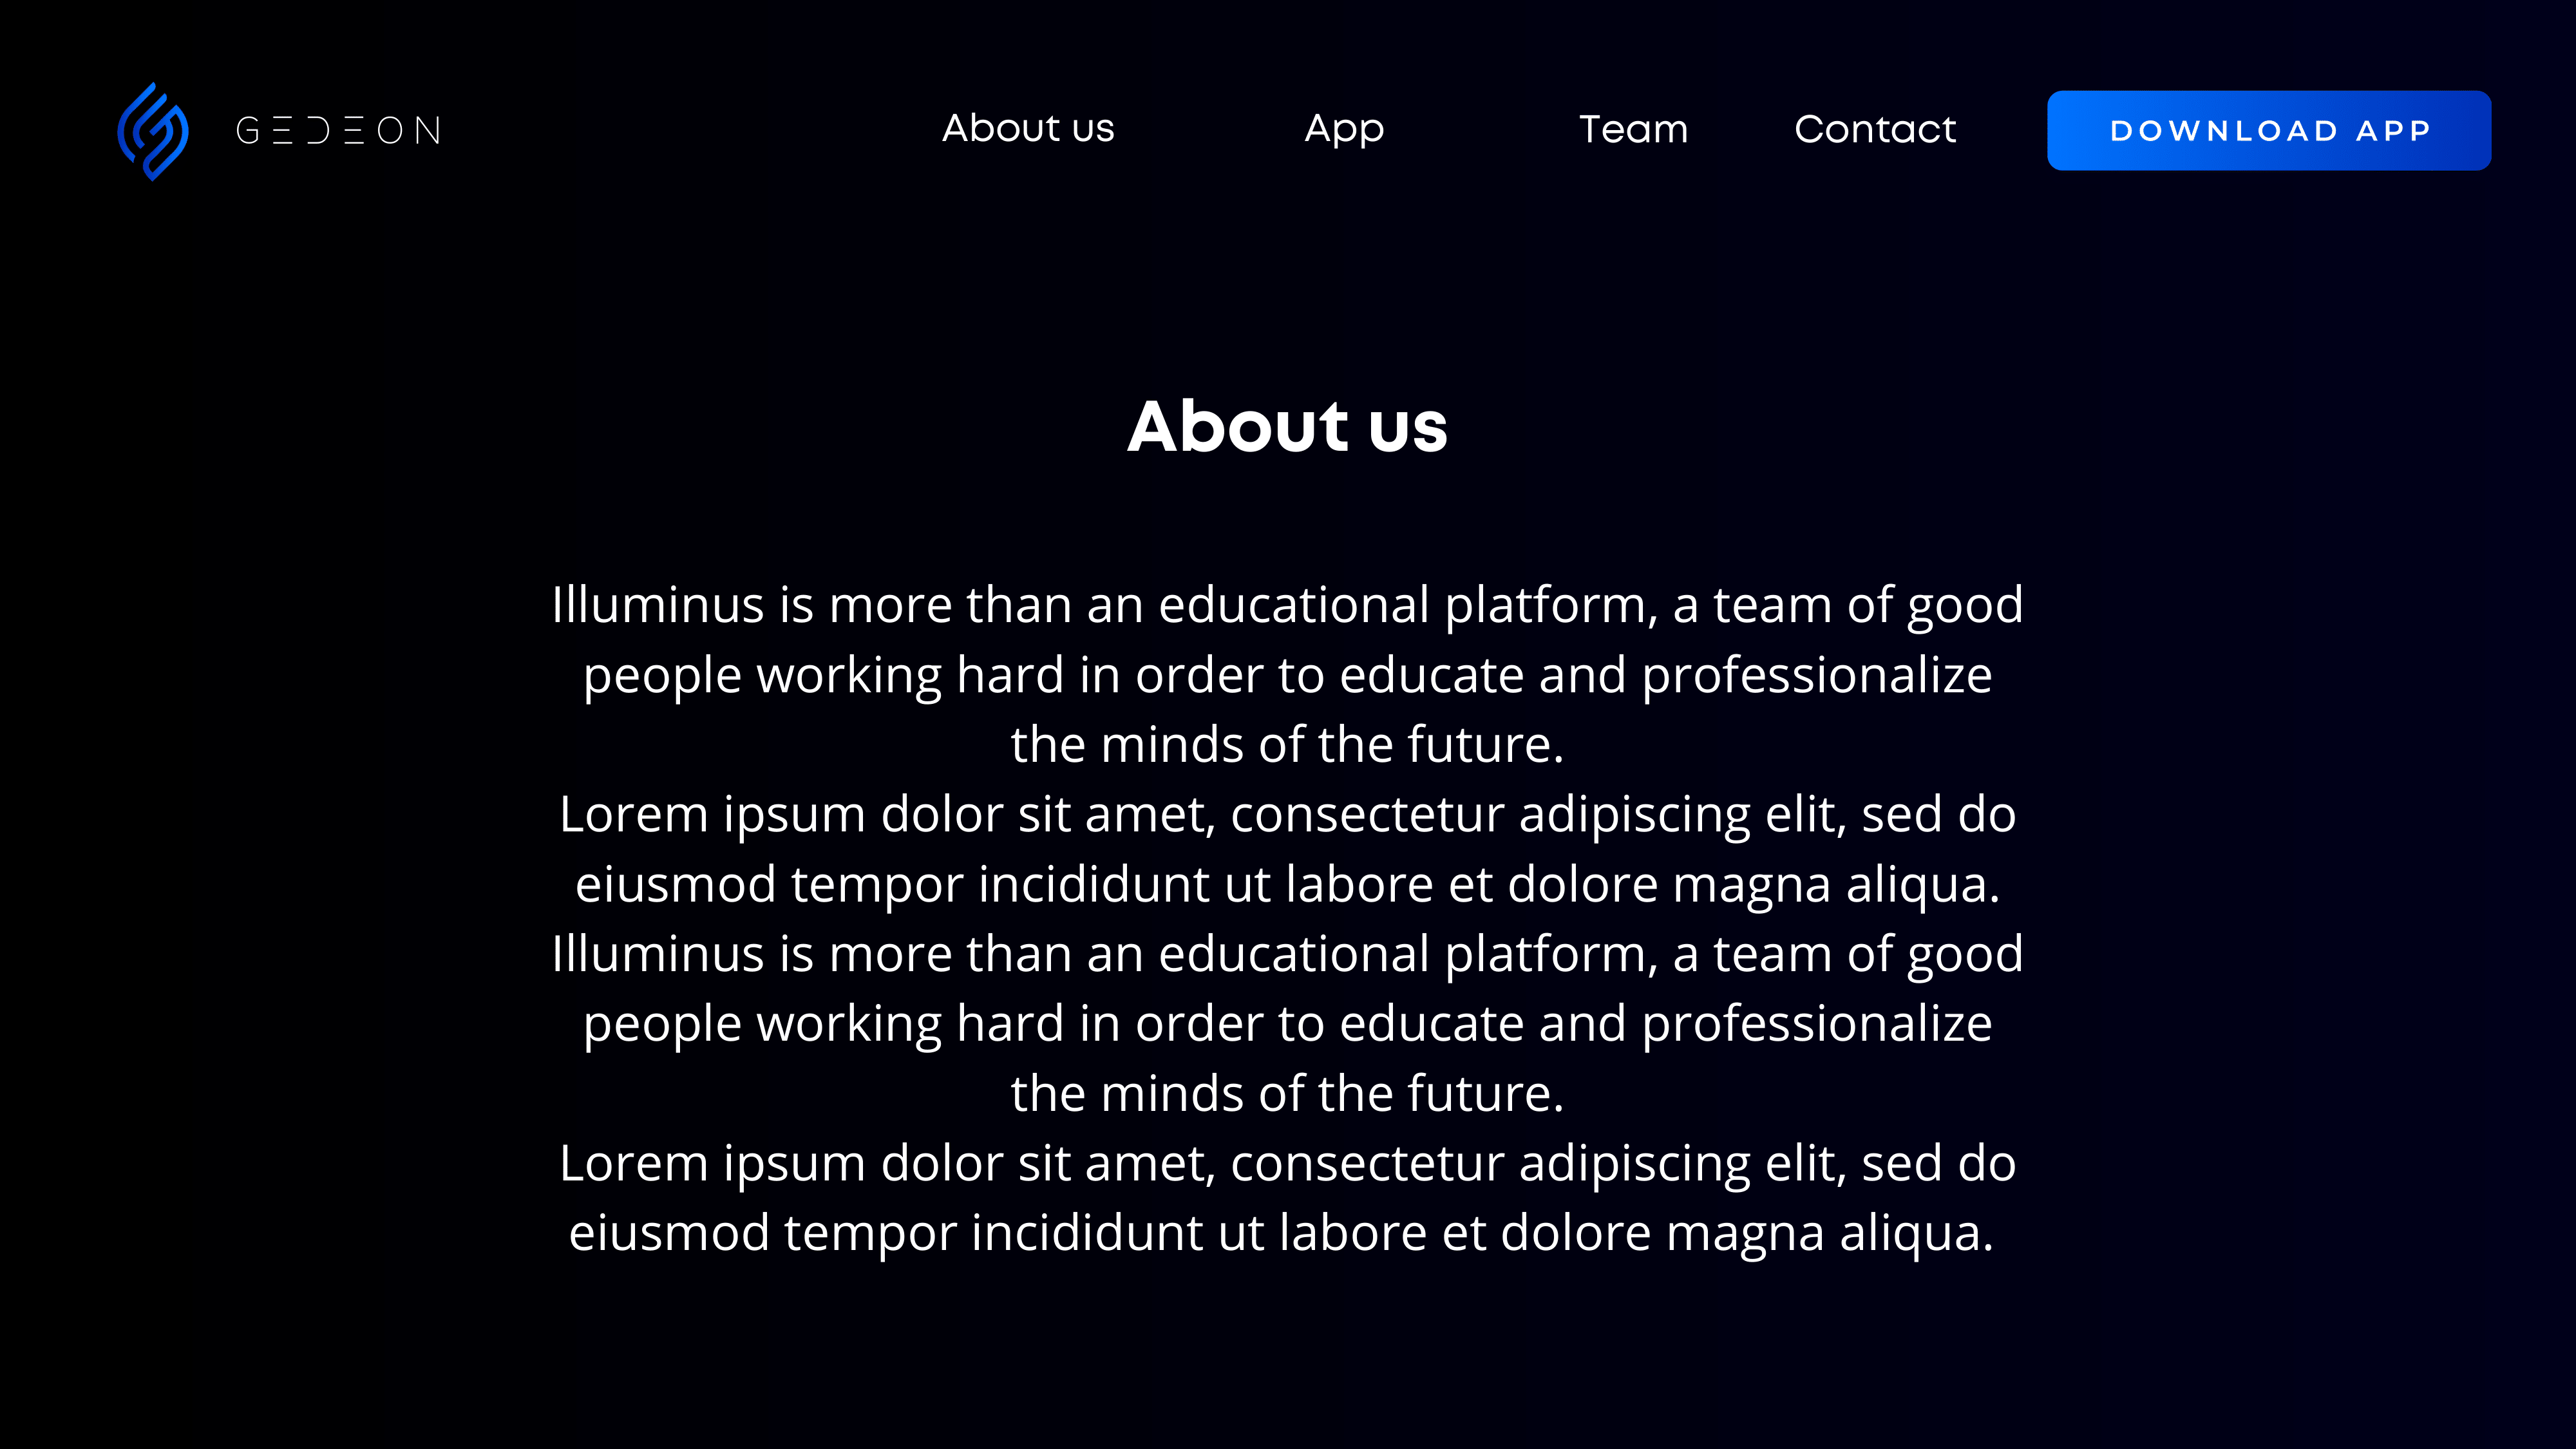 GEDEON
About us
App
Team
Contact
DOWNLOAD APP
About us
Illuminus is more than an educational platform, a team of good
people working hard in order to educate and professionalize
the minds of the future.
Lorem ipsum dolor sit amet, consectetur adipiscing elit, sed do
eiusmod tempor incididunt ut labore et dolore magna aliqua.
Illuminus is more than an educational platform, a team of good
people working hard in order to educate and professionalize
the minds of the future.
Lorem ipsum dolor sit amet, consectetur adipiscing elit, sed do
eiusmod tempor incididunt ut labore et dolore magna aliqua.